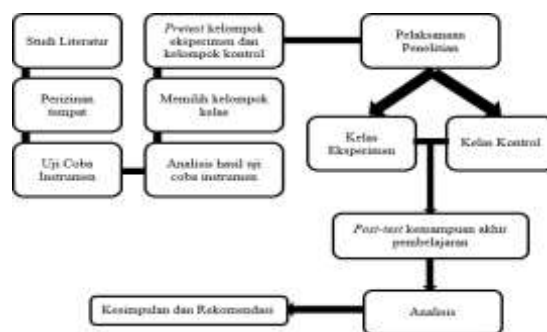 Studi Literatur
Perizinan
tempat
Uji Coba
Instrumen
Pretest kelompok
eksperimen dan
kelompok kontrol
Memilih kelompok
kelas
Analisis hasil uji
coba instrumen
Pelaksanaan
Penelitian
Kelas
Eksperimen
Kelas Kontrol
Post-test kemampuan akhir
pembelajaran
Analisis
Kesimpulan dan Rekomendasi